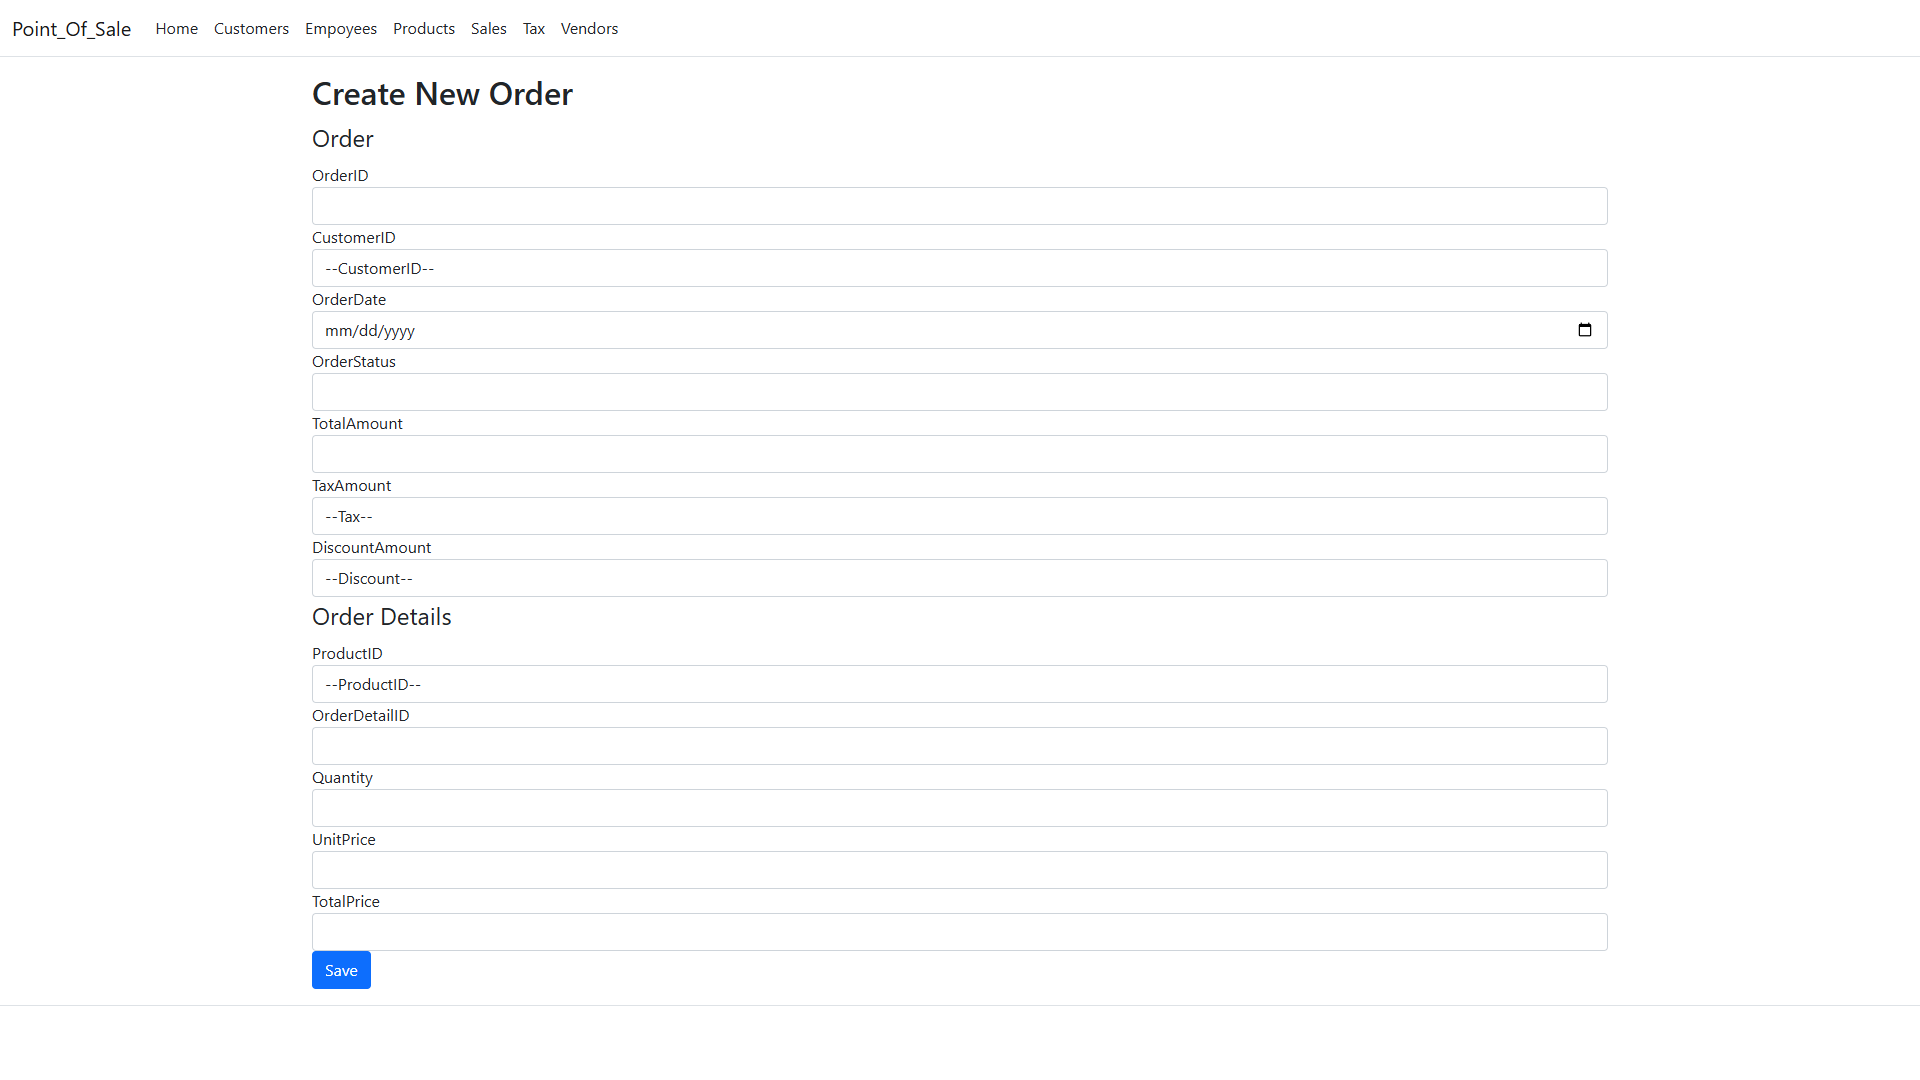 Point_Of_Sale Home Customers Empoyees Products Sales Tax Vendors
Create New Order
Order
OrderID
CustomerID
--CustomerID--
OrderDate
mm/dd/yyyy
OrderStatus
TotalAmount
TaxAmount
--Tax--
DiscountAmount
--Discount--
Order Details
ProductID
--ProductID--
OrderDetailID
Quantity
UnitPrice
TotalPrice
Save